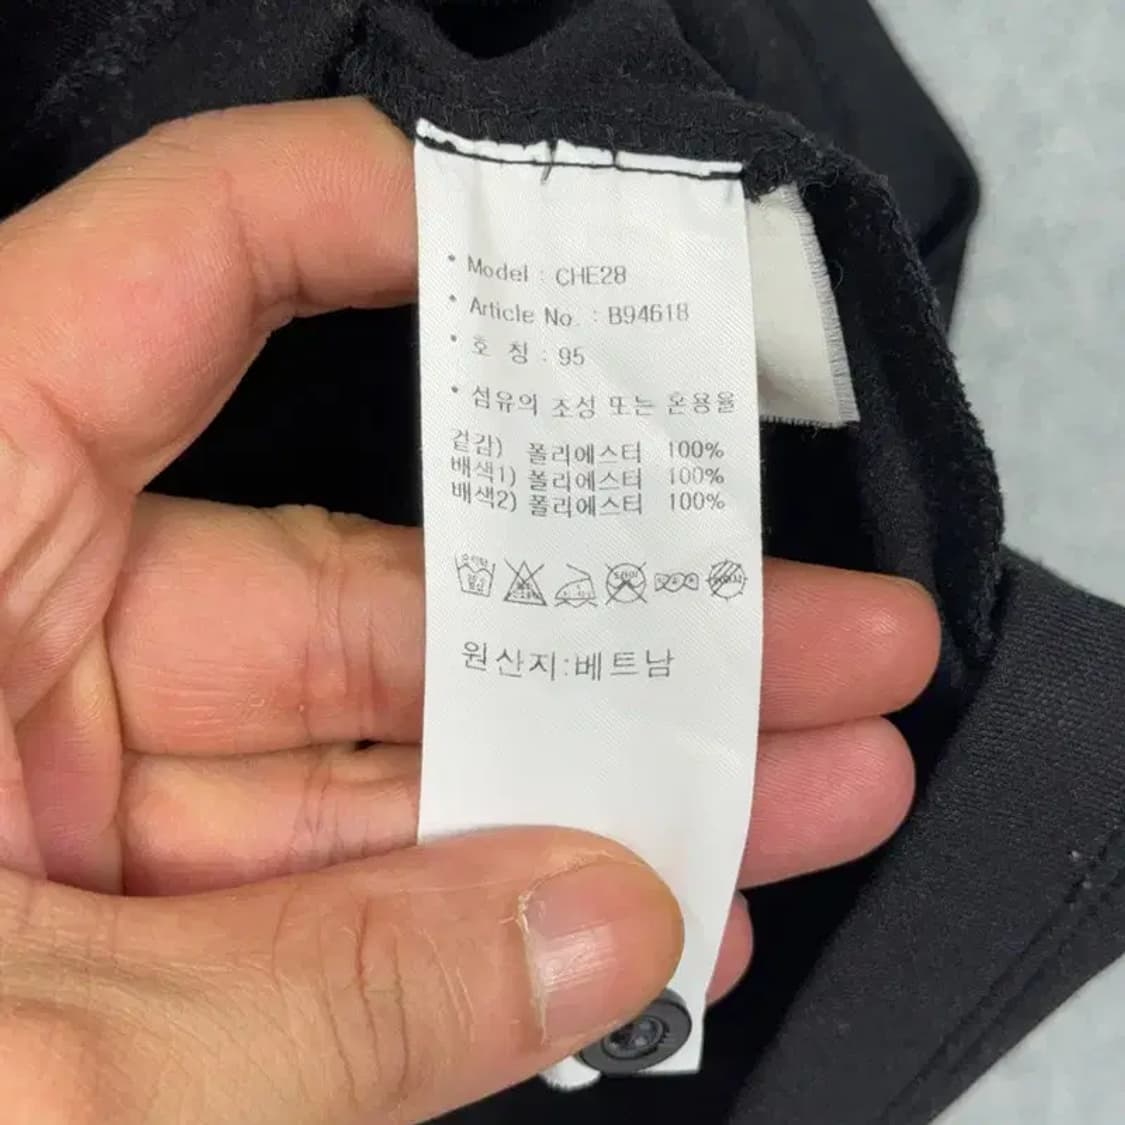 • Model : CHE28
• Article No. : B94618
• 호 칭 : 95
• 섬유의 조성 또는 혼용율
겉감) 폴리에스터 100%
배색1) 폴리에스터 100%
배색2) 폴리에스터 100%
원산지:베트남